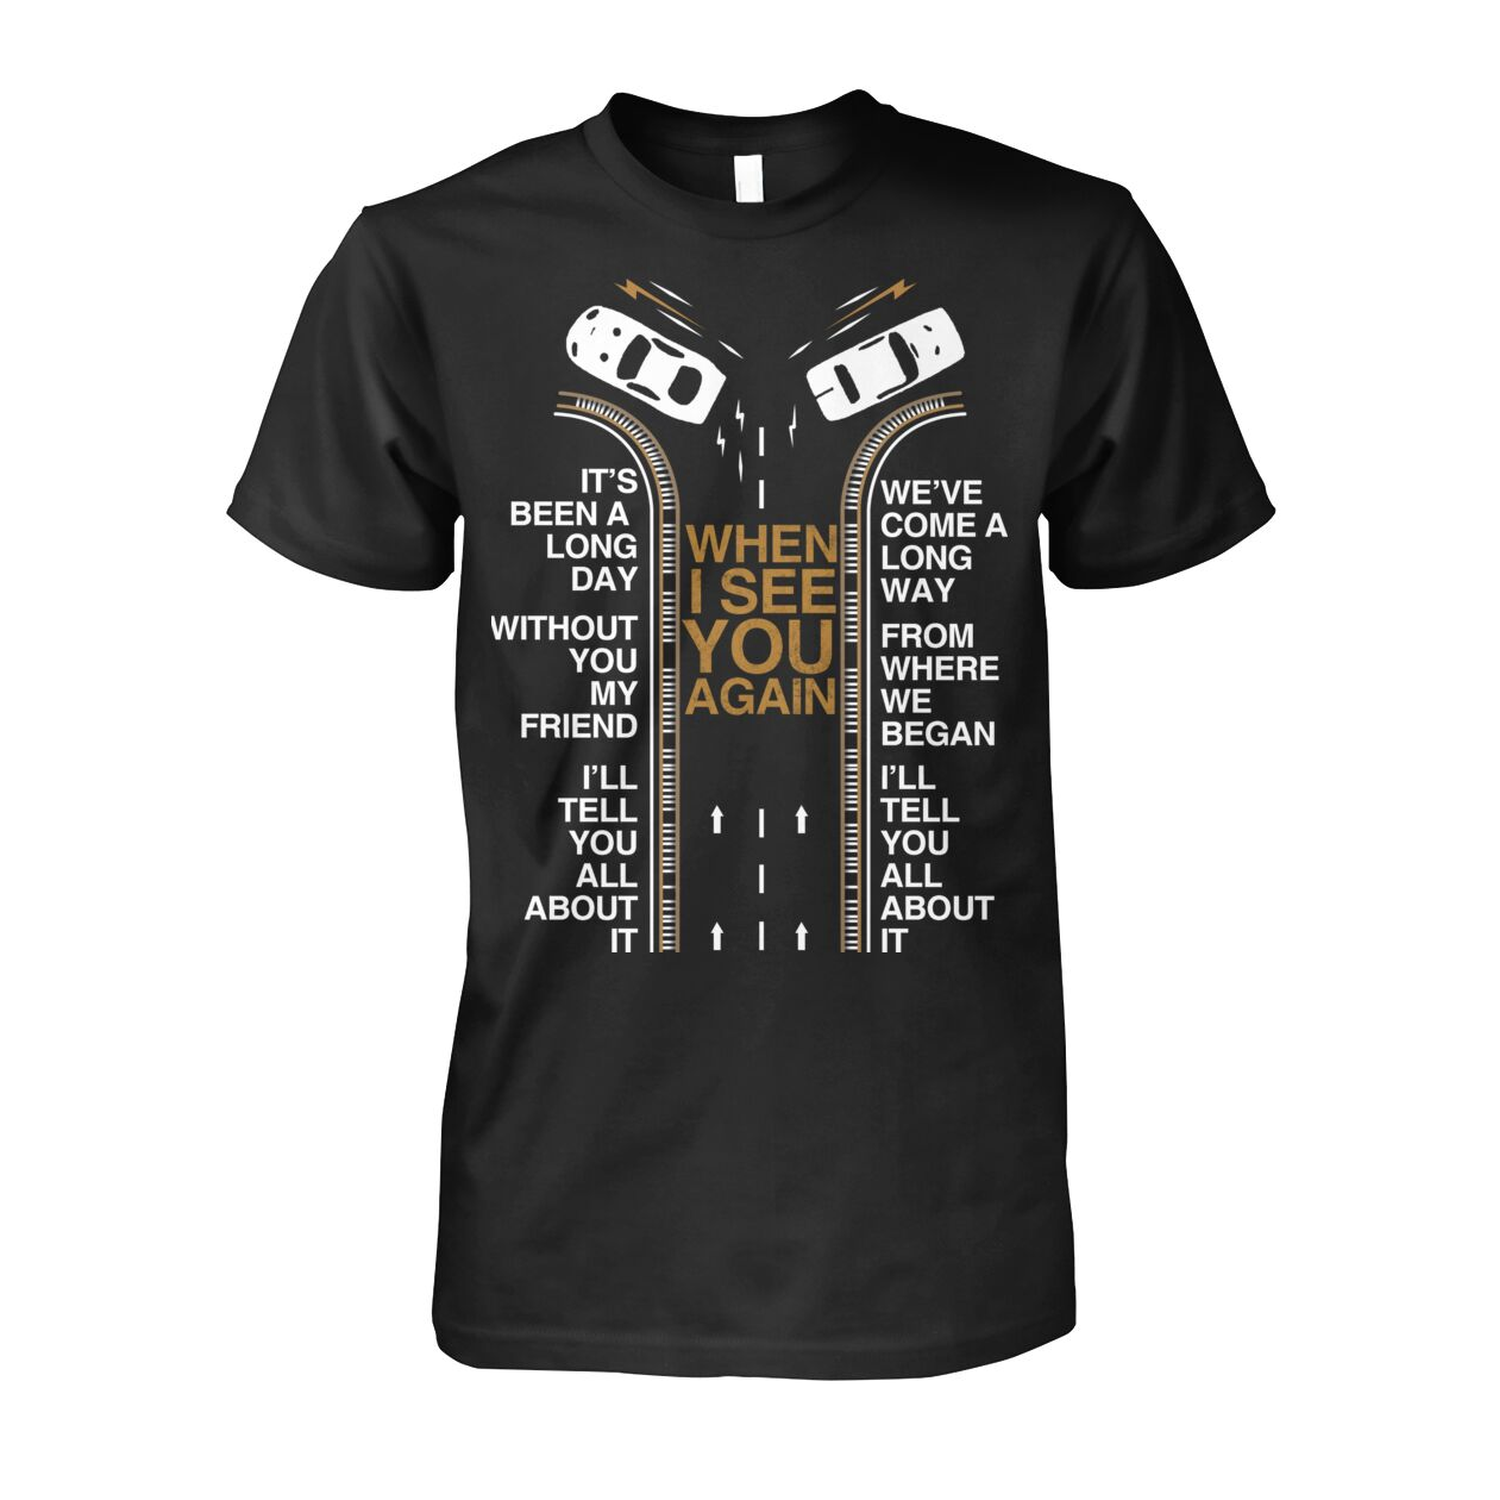 IT'S
BEEN A
LONG
DAY
WITHOUT
YOU
MY
FRIEND
I'LL
TELL
YOU
ALL
ABOUT
IT
WHEN
I SEE
YOU
AGAIN
WE'VE
COME A
LONG
WAY
FROM
WHERE
WE
BEGAN
I'LL
TELL
YOU
ALL
ABOUT
IT